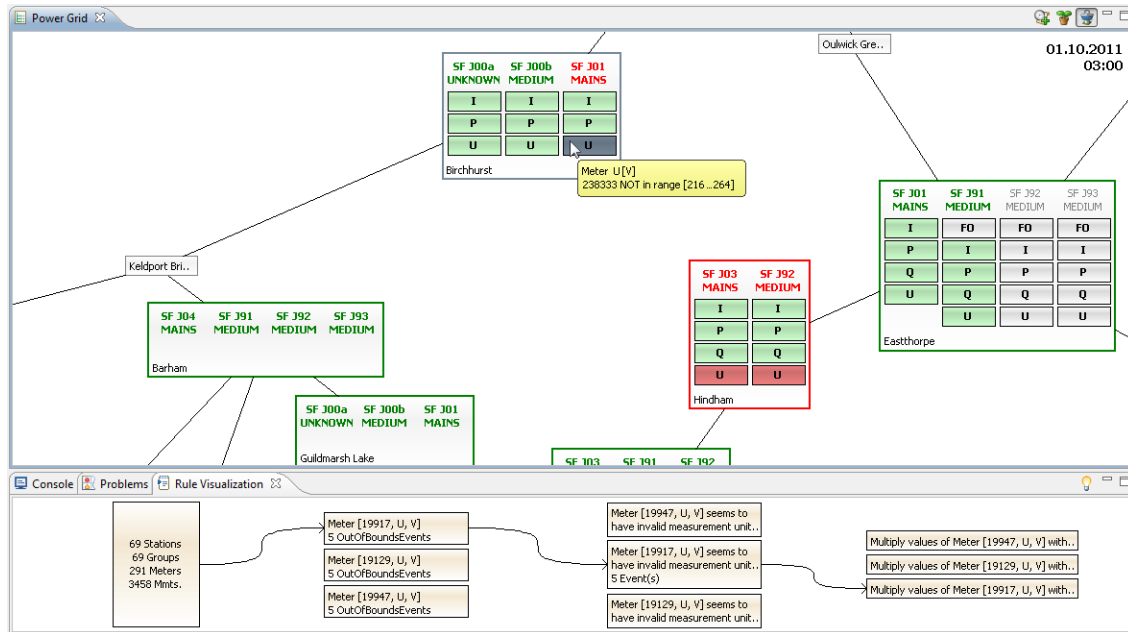 Power Grid
01.10.2011
03:00
Oulwick Gre..
SF J00a SF J00b SF J01
UNKNOWN MEDIUM MAINS
I I I
P P P
U U U
Birchhurst
Meter U[V]
238333 NOT in range [216...264]
SF J01 SF J91 SF J92 SF J93
MAINS MEDIUM MEDIUM MEDIUM
I FO FO FO
P I I I
Q P P P
U Q Q Q
U U U
Eastthorpe
Keldport Bri..
SF J03 SF J92
MAINS MEDIUM
I I
P P
Q Q
U U
Hindham
SF J04 SF J91 SF J92 SF J93
MAINS MEDIUM MEDIUM MEDIUM
Barham
SF J00a SF J00b SF J01
UNKNOWN MEDIUM MAINS
Guildmarsh Lake
SF J03 SF J91 SF J92
Console Problems Rule Visualization
69 Stations
69 Groups
291 Meters
3458 Mmts.
Meter [19917, U, V]
5 OutOfBoundsEvents
Meter [19129, U, V]
5 OutOfBoundsEvents
Meter [19947, U, V]
5 OutOfBoundsEvents
Meter [19947, U, V] seems to
have invalid measurement unit..
Meter [19917, U, V] seems to
have invalid measurement unit..
5 Event(s)
Meter [19129, U, V] seems to
have invalid measurement unit..
Multiply values of Meter [19947, U, V] with..
Multiply values of Meter [19129, U, V] with..
Multiply values of Meter [19917, U, V] with..